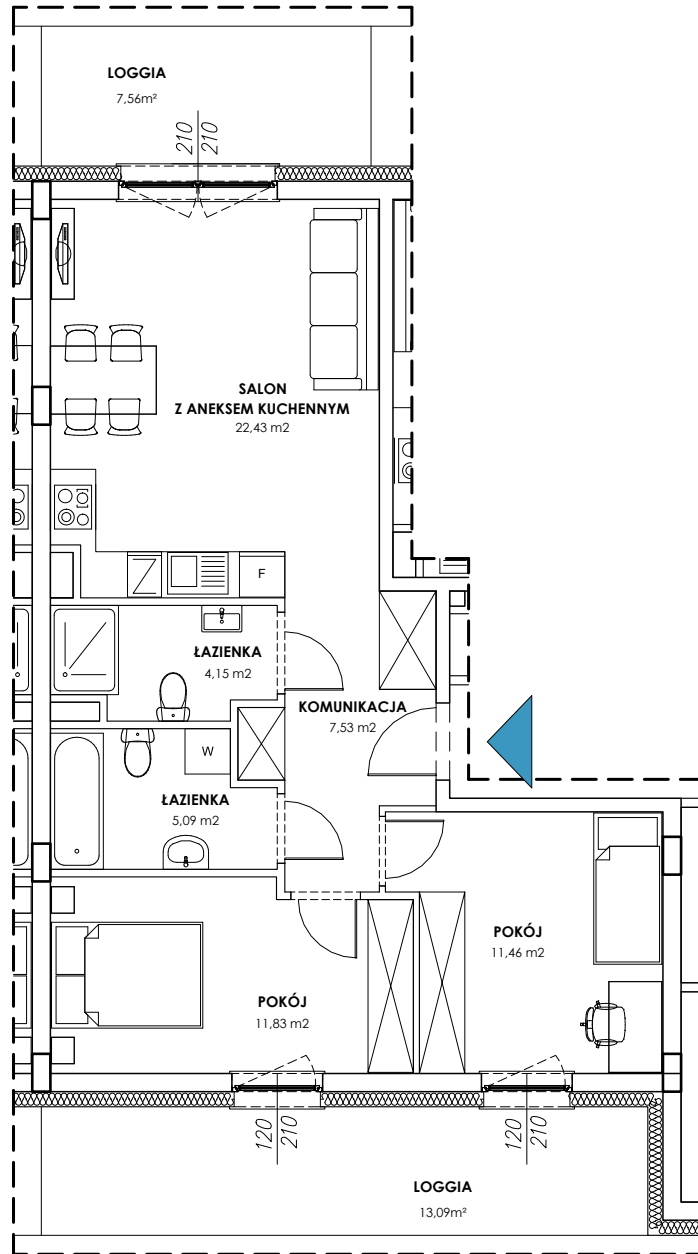 LOGGIA
7,56m²
210
210
SALON
Z ANEKSEM KUCHENNYM
22,43 m2
F
ŁAZIENKA
4,15 m2
KOMUNIKACJA
7,53 m2
W
ŁAZIENKA
5,09 m2
POKÓJ
11,46 m2
POKÓJ
11,83 m2
120
210
120
210
LOGGIA
13,09m²